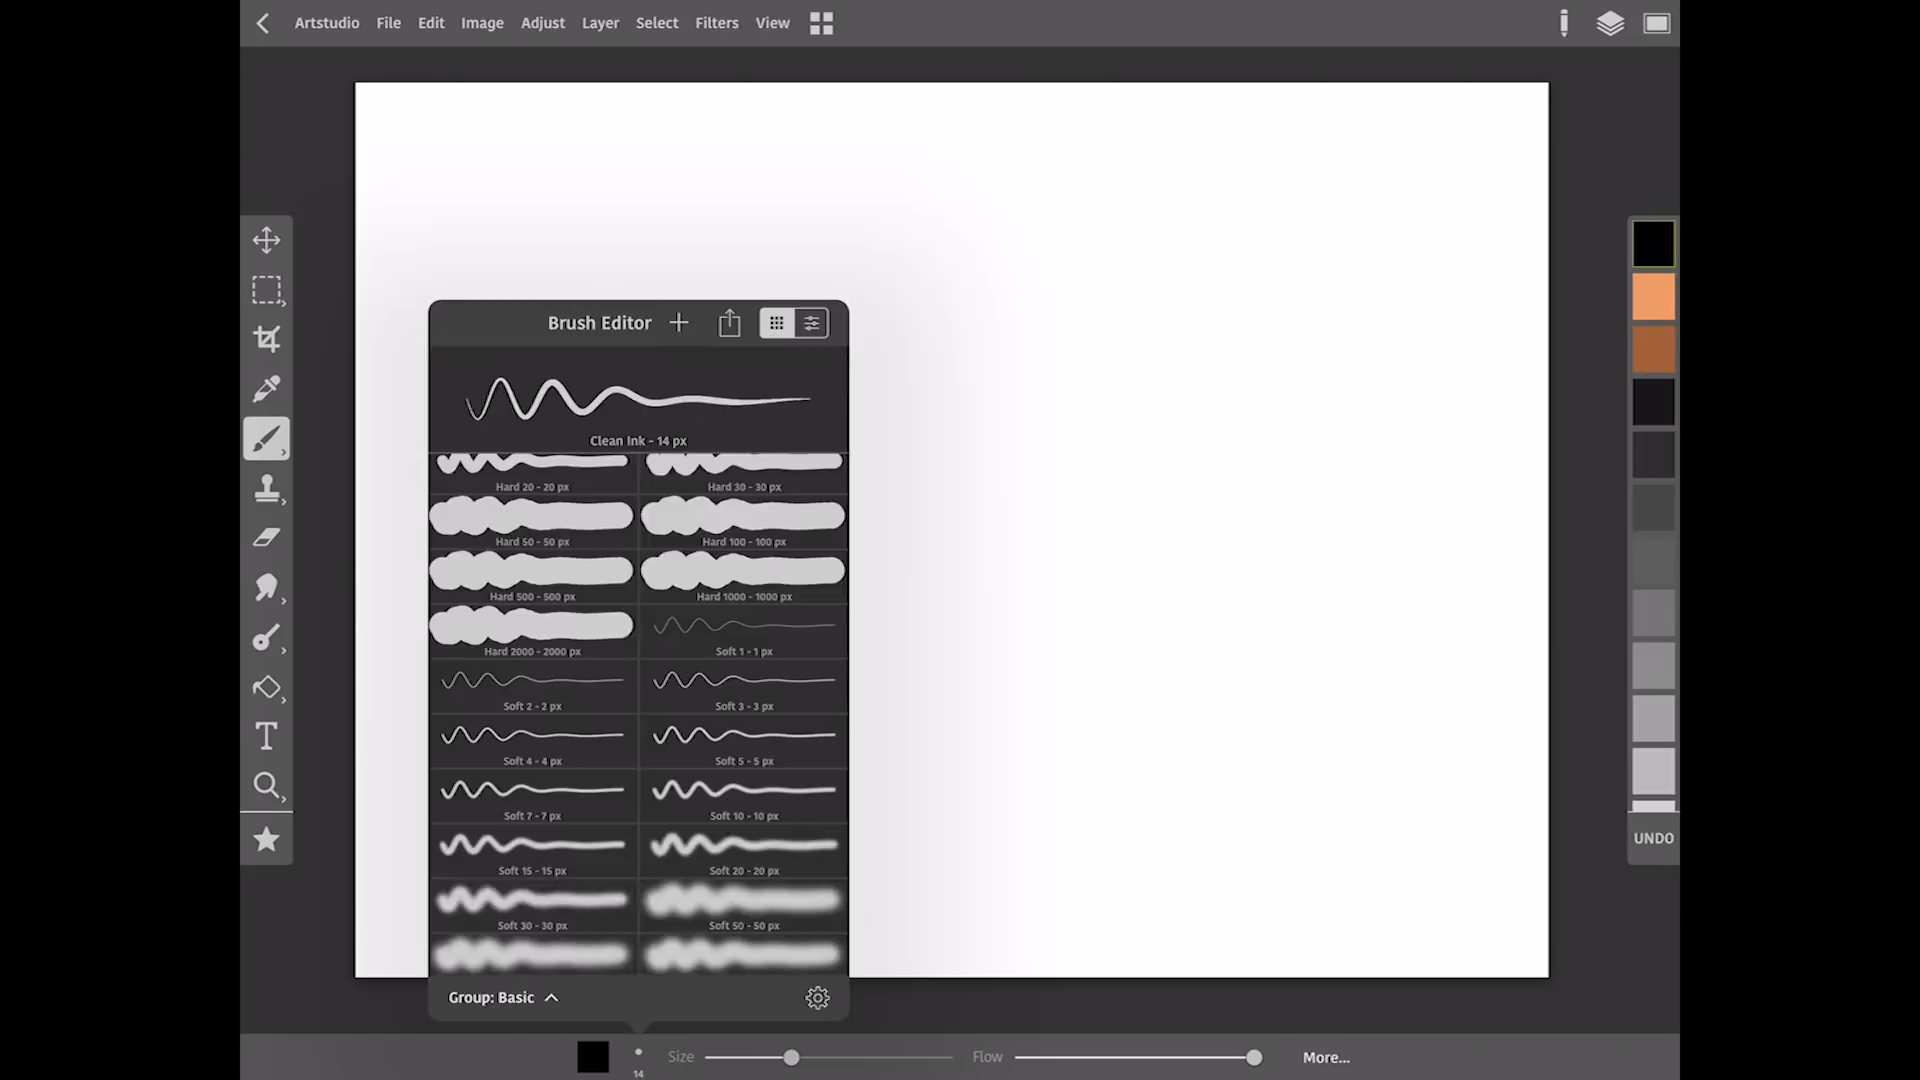 Artstudio File Edit Image Adjust Layer Select Filters View
Brush Editor
Clean Ink - 14 px
Hard 20 - 20 px Hard 30 - 30 px
Hard 50 - 50 px Hard 100 - 100 px
Hard 500 - 500 px Hard 1000 - 1000 px
Hard 2000 - 2000 px Soft 1 - 1 px
Soft 2 - 2 px Soft 3 - 3 px
Soft 4 - 4 px Soft 5 - 5 px
Soft 7 - 7 px Soft 10 - 10 px
Soft 15 - 15 px Soft 20 - 20 px
Soft 30 - 30 px Soft 50 - 50 px
Group: Basic
T
UNDO
Size Flow More...
14